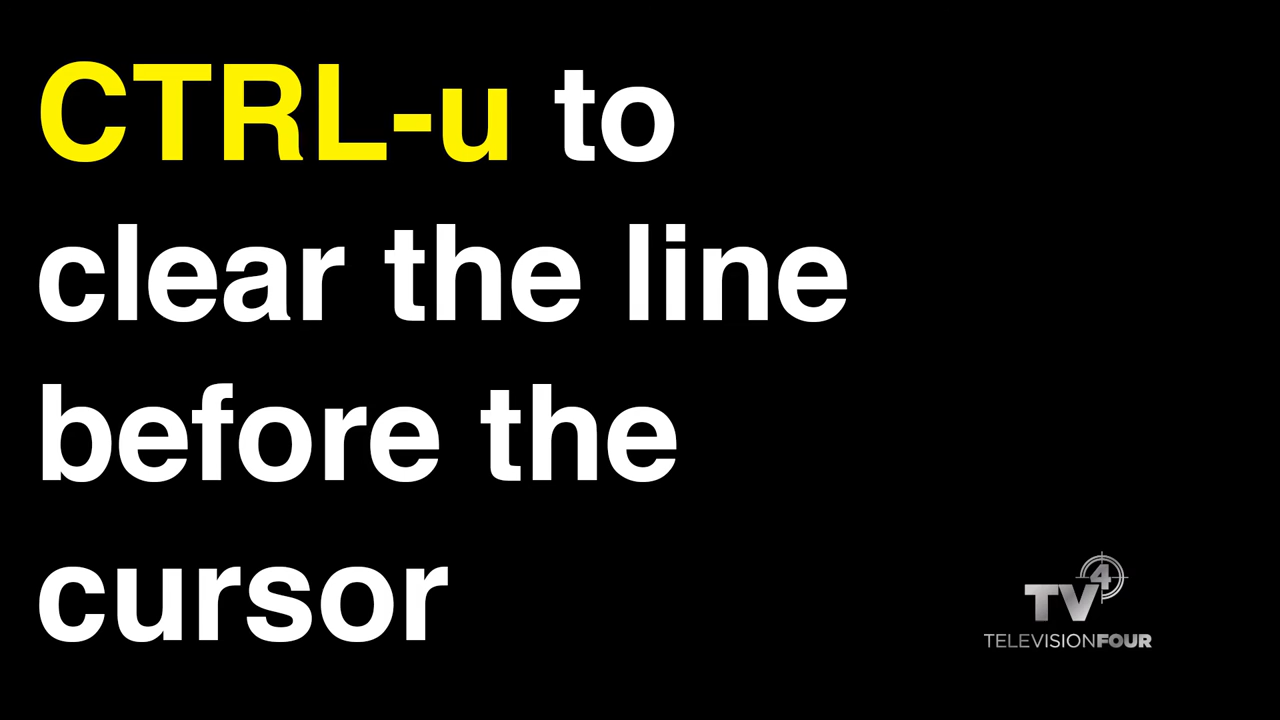 CTRL-u to
clear the line
before the
cursor
TV4
TELEVISIONFOUR